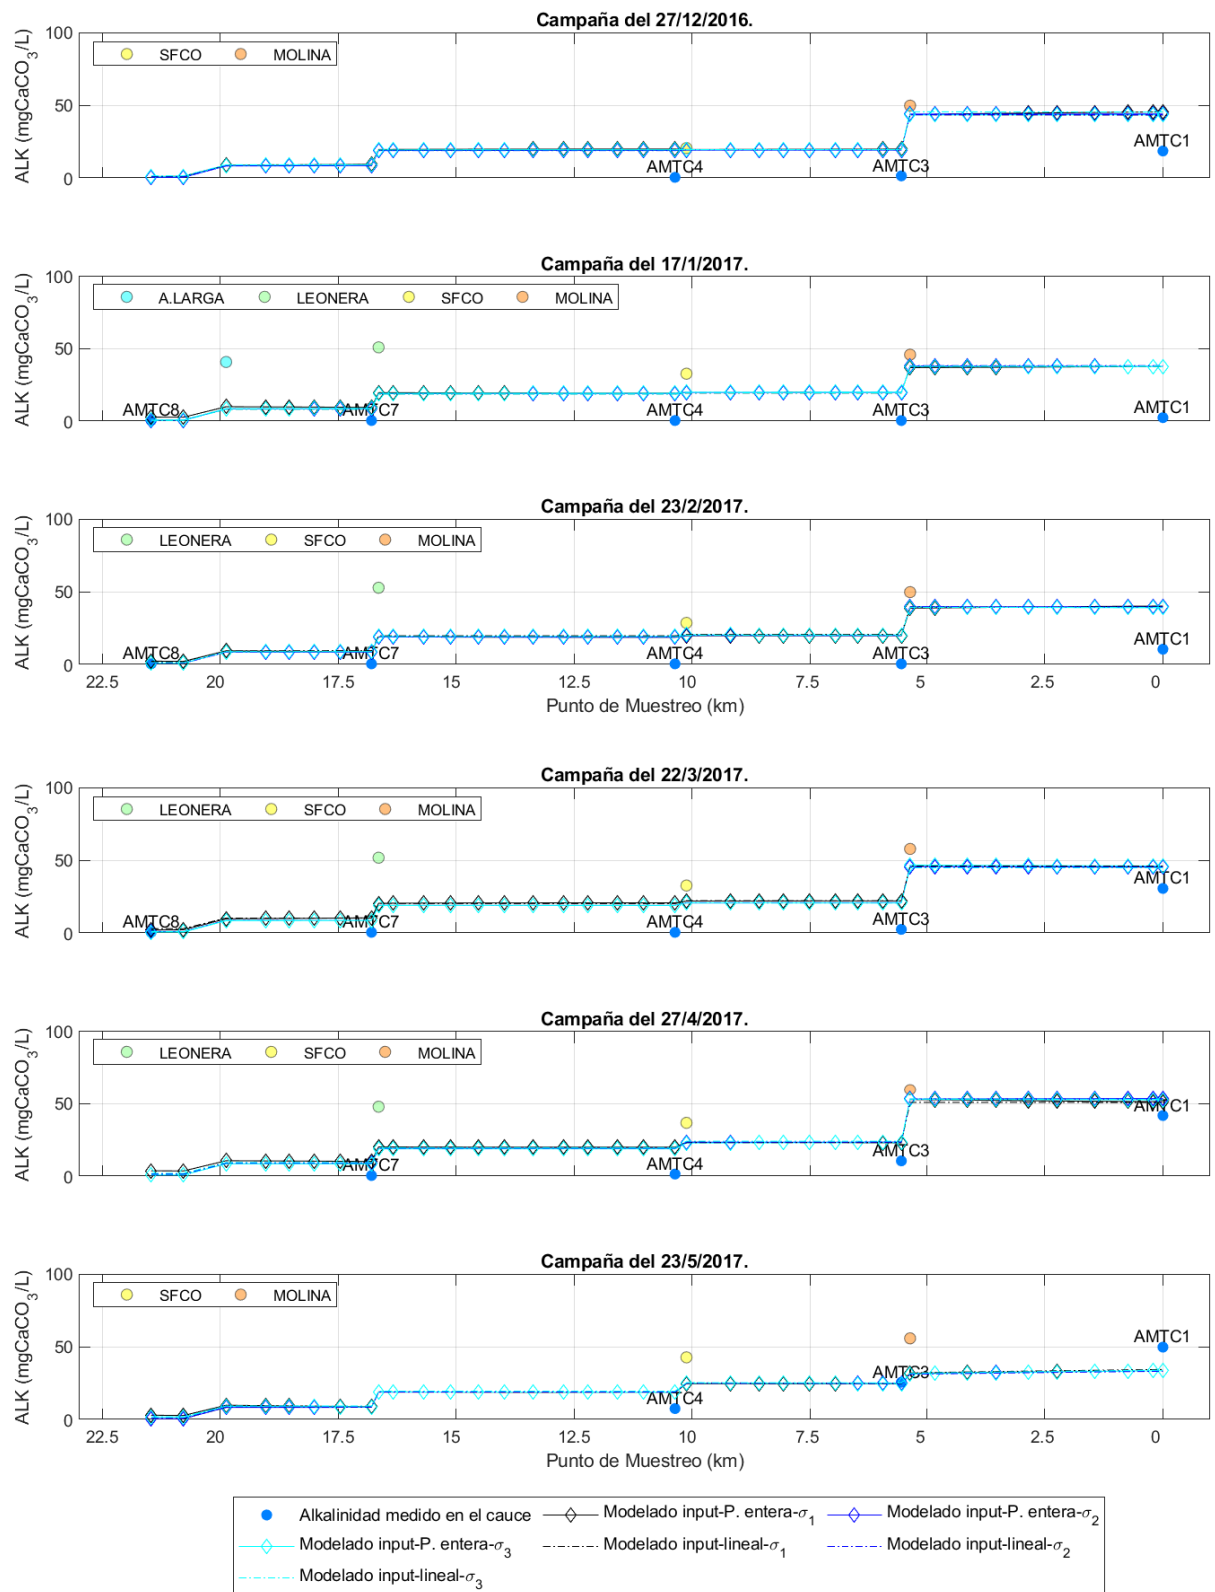 Campaña del 27/12/2016.
ALK (mgCaCO3/L)
100
50
0
SFCO MOLINA
AMTC4
AMTC3
AMTC1
Campaña del 17/1/2017.
ALK (mgCaCO3/L)
100
50
0
A.LARGA LEONERA SFCO MOLINA
AMTC8
AMTC7
AMTC4
AMTC3
AMTC1
Campaña del 23/2/2017.
ALK (mgCaCO3/L)
100
50
0
LEONERA SFCO MOLINA
AMTC8
AMTC7
AMTC4
AMTC3
AMTC1
22.5 20 17.5 15 12.5 10 7.5 5 2.5 0
Punto de Muestreo (km)
Campaña del 22/3/2017.
ALK (mgCaCO3/L)
100
50
0
LEONERA SFCO MOLINA
AMTC8
AMTC7
AMTC4
AMTC3
AMTC1
Campaña del 27/4/2017.
ALK (mgCaCO3/L)
100
50
0
LEONERA SFCO MOLINA
AMTC7
AMTC4
AMTC3
AMTC1
Campaña del 23/5/2017.
ALK (mgCaCO3/L)
100
50
0
SFCO MOLINA
AMTC4
AMTC3
AMTC1
22.5 20 17.5 15 12.5 10 7.5 5 2.5 0
Punto de Muestreo (km)
Alkalinidad medido en el cauce Modelado input-P. entera-σ1 Modelado input-P. entera-σ2
Modelado input-P. entera-σ3 Modelado input-lineal-σ1 Modelado input-lineal-σ2
Modelado input-lineal-σ3